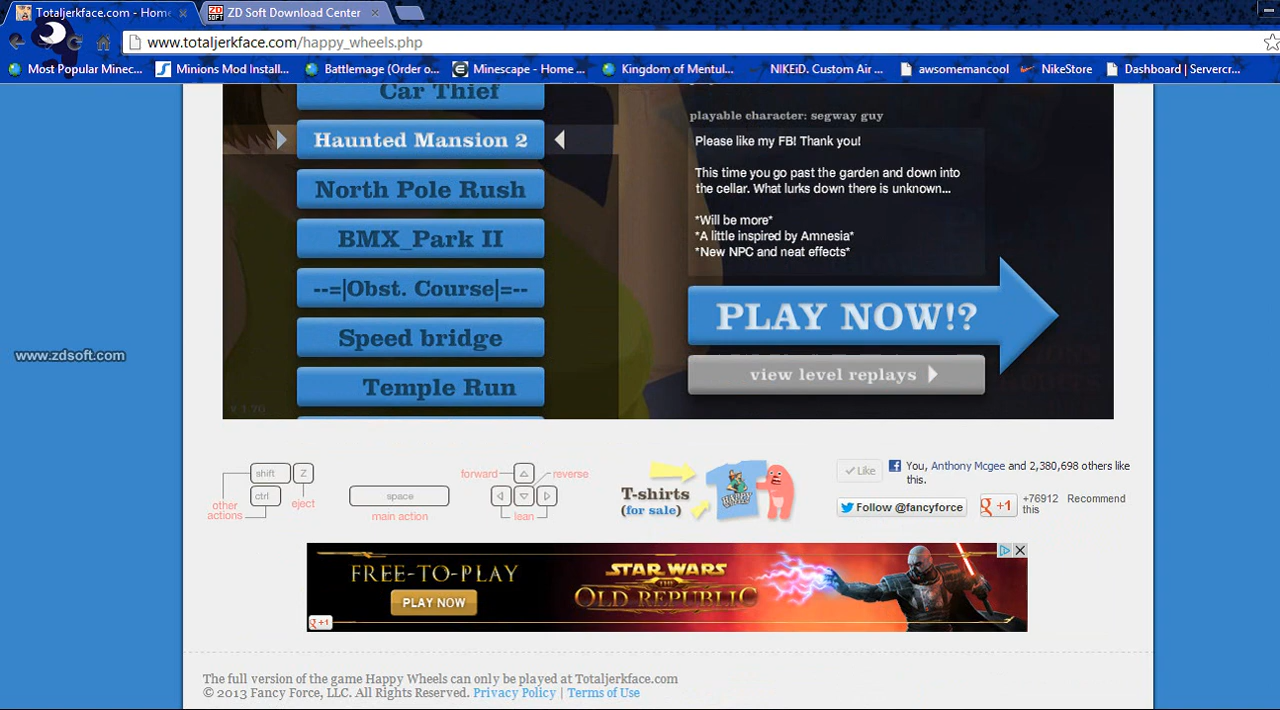 Totaljerkface.com - Home
ZD Soft Download Center
www.totaljerkface.com/happy_wheels.php
Most Popular Minec...
Minions Mod Install...
Battlemage (Order o...
Minescape - Home ...
Kingdom of Mentul...
NIKEiD. Custom Air ...
awsomemancool
NikeStore
Dashboard | Servercr...
Car Thief
Haunted Mansion 2
North Pole Rush
BMX_Park II
--=|Obst. Course|=--
Speed bridge
Temple Run
v 1.70
playable character: segway guy
Please like my FB! Thank you!
This time you go past the garden and down into
the cellar. What lurks down there is unknown...
*Will be more*
*A little inspired by Amnesia*
*New NPC and neat effects*
PLAY NOW!?
view level replays
www.zdsoft.com
shift
Z
ctrl
eject
other
actions
space
main action
forward
reverse
lean
T-shirts
(for sale)
HAPPY
WHEELS
Like
You, Anthony Mcgee and 2,380,698 others like
this.
Follow @fancyforce
+1
+76912 Recommend
this
FREE-TO-PLAY
PLAY NOW
STAR WARS
THE
OLD REPUBLIC
+1
The full version of the game Happy Wheels can only be played at Totaljerkface.com
© 2013 Fancy Force, LLC. All Rights Reserved. Privacy Policy | Terms of Use